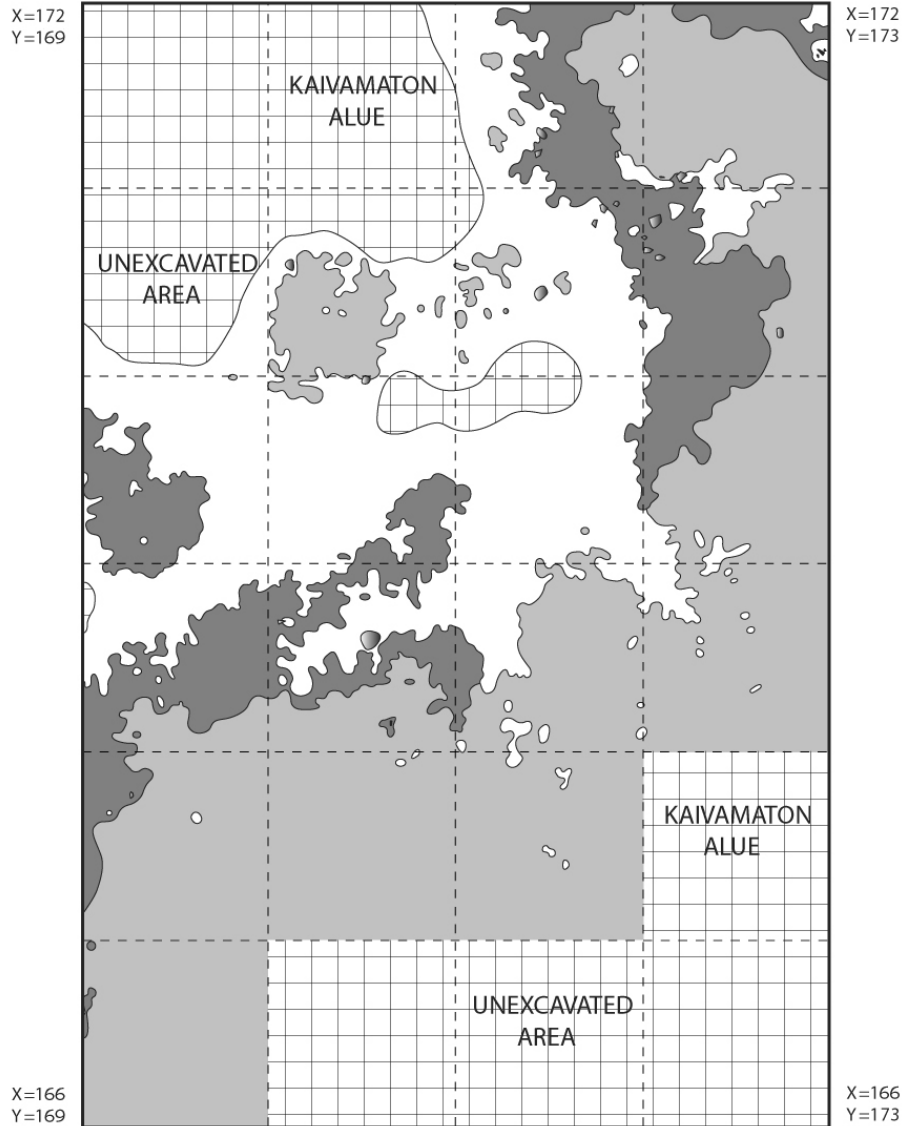 X=172
Y=169
X=172
Y=173
KAIVAMATON
ALUE
UNEXCAVATED
AREA
KAIVAMATON
ALUE
UNEXCAVATED
AREA
X=166
Y=169
X=166
Y=173